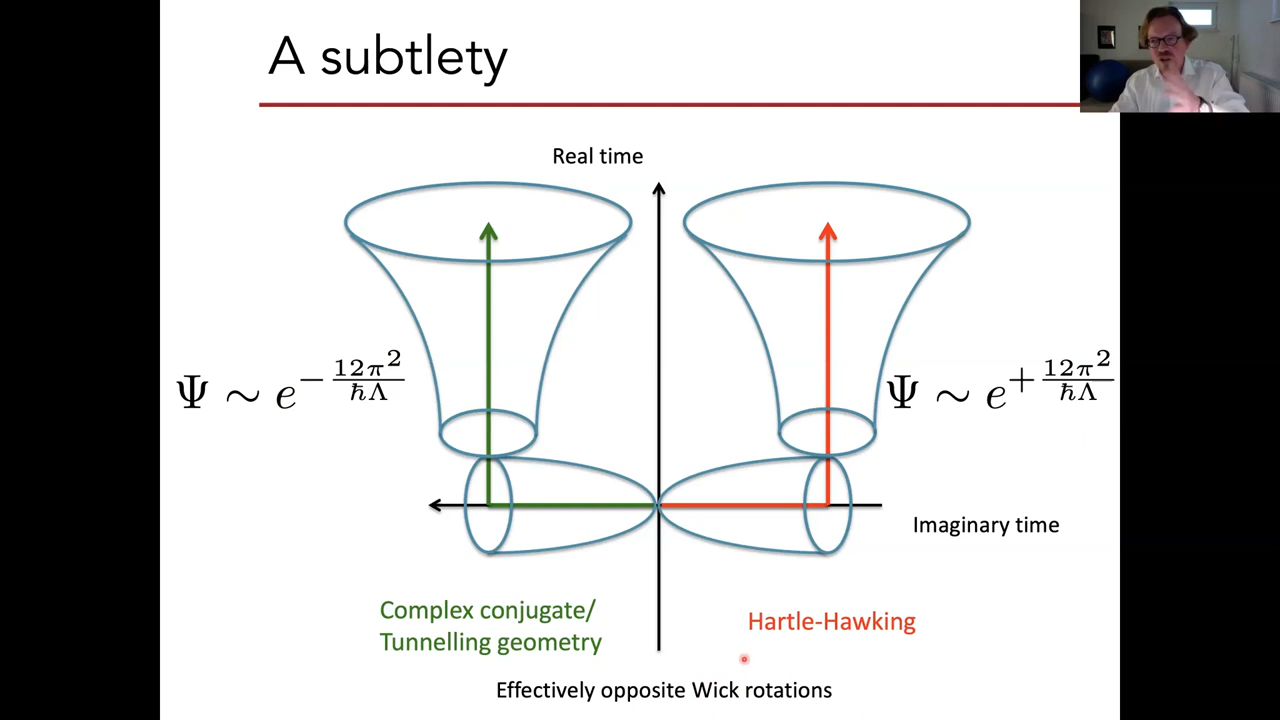 A subtlety
Real time
Ψ ∼ e^{− 12π²/ħΛ}
Ψ ∼ e^{+ 12π²/ħΛ}
Imaginary time
Complex conjugate/
Tunnelling geometry
Hartle-Hawking
Effectively opposite Wick rotations